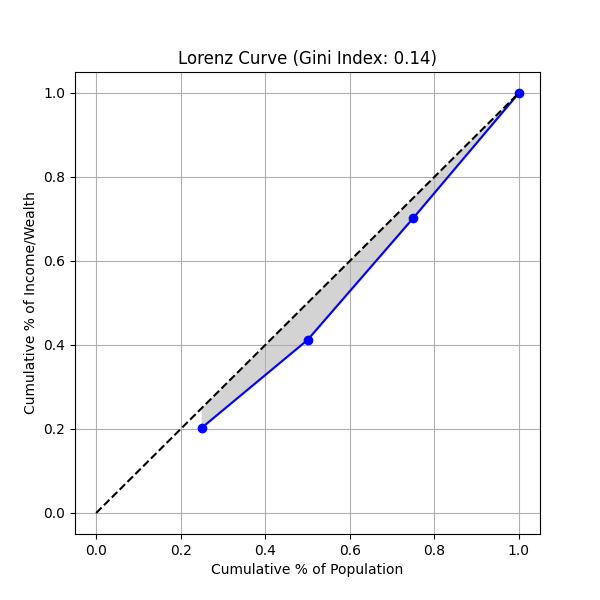 Lorenz Curve (Gini Index: 0.14)
Cumulative % of Income/Wealth
1.0
0.8
0.6
0.4
0.2
0.0
0.0 0.2 0.4 0.6 0.8 1.0
Cumulative % of Population